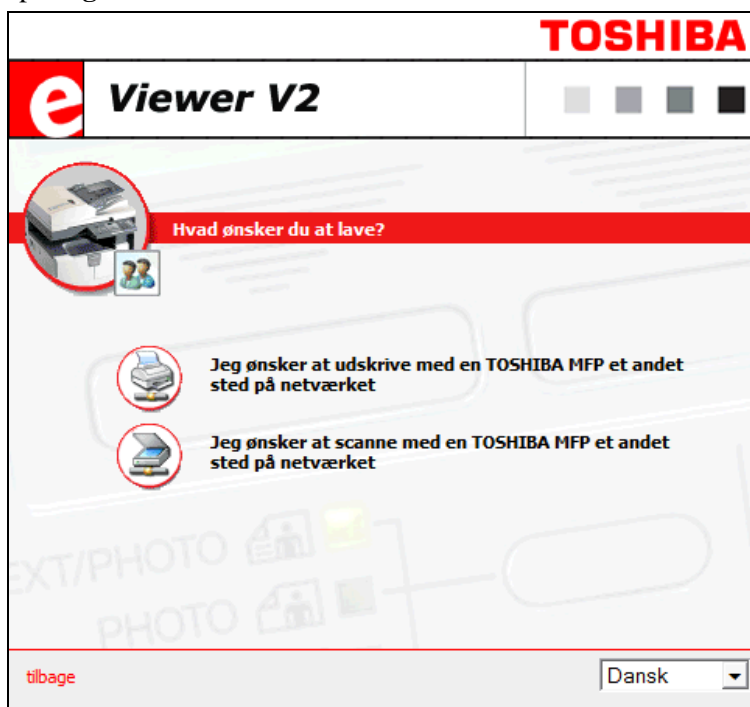 TOSHIBA
e Viewer V2
Hvad ønsker du at lave?
Jeg ønsker at udskrive med en TOSHIBA MFP et andet
sted på netværket
Jeg ønsker at scanne med en TOSHIBA MFP et andet
sted på netværket
EXT/PHOTO
PHOTO
tilbage
Dansk